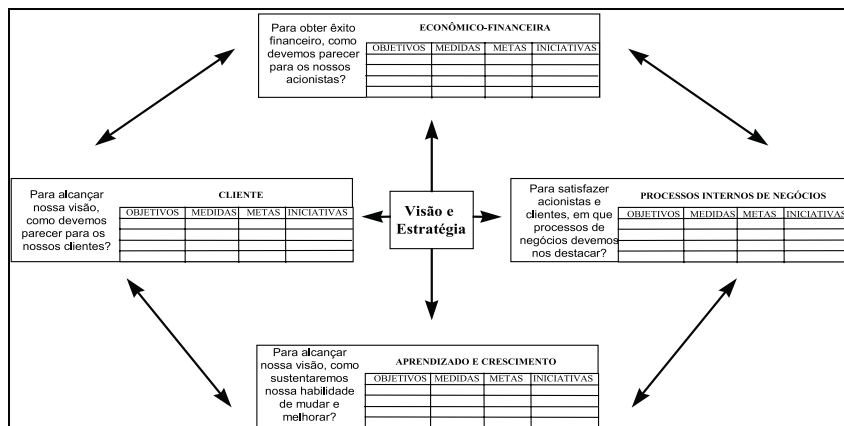 Para obter êxito
financeiro, como
devemos parecer
para os nossos
acionistas?
ECONÔMICO-FINANCEIRA
OBJETIVOS MEDIDAS METAS INICIATIVAS
Para alcançar
nossa visão,
como devemos
parecer para os
nossos clientes?
CLIENTE
OBJETIVOS MEDIDAS METAS INICIATIVAS
Visão e
Estratégia
Para satisfazer
acionistas e
clientes, em que
processos de
negócios devemos
nos destacar?
PROCESSOS INTERNOS DE NEGÓCIOS
OBJETIVOS MEDIDAS METAS INICIATIVAS
Para alcançar
nossa visão, como
sustentaremos
nossa habilidade
de mudar e
melhorar?
APRENDIZADO E CRESCIMENTO
OBJETIVOS MEDIDAS METAS INICIATIVAS